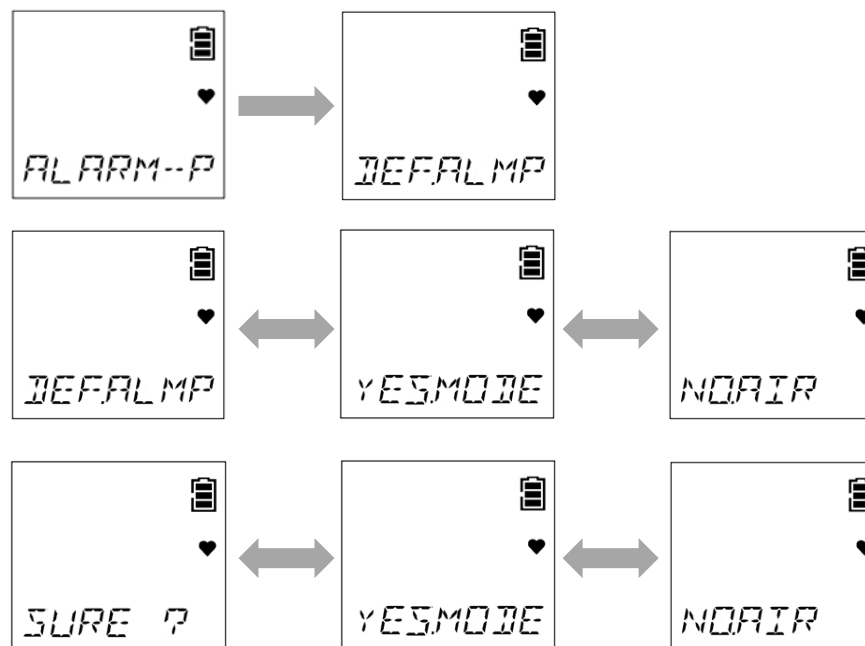 ALARM--P
DEF.ALMP
DEF.ALMP
YES.MODE
NO.AIR
SURE ?
YES.MODE
NO.AIR